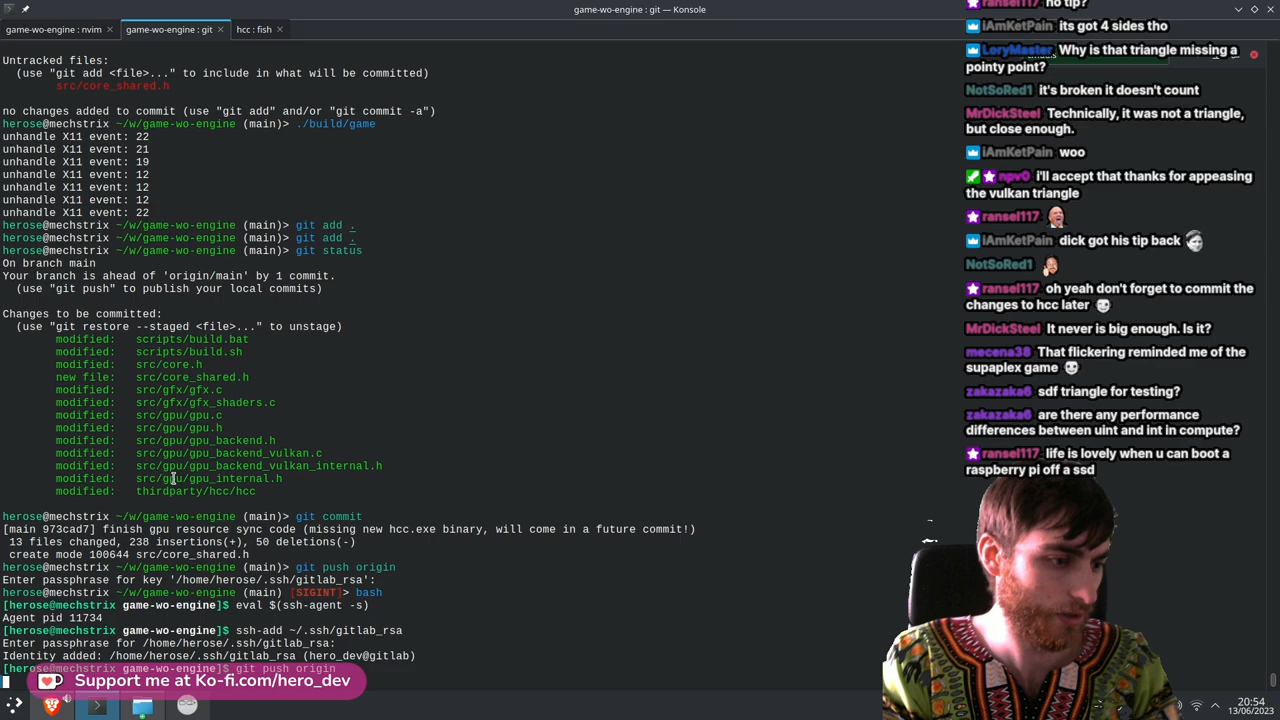 game-wo-engine : git — Konsole
game-wo-engine : nvim
game-wo-engine : git
hcc : fish
Untracked files:
(use "git add <file>..." to include in what will be committed)
src/core_shared.h
no changes added to commit (use "git add" and/or "git commit -a")
herose@mechstrix ~/w/game-wo-engine (main)> ./build/game
unhandle X11 event: 22
unhandle X11 event: 21
unhandle X11 event: 19
unhandle X11 event: 12
unhandle X11 event: 12
unhandle X11 event: 12
unhandle X11 event: 22
herose@mechstrix ~/w/game-wo-engine (main)> git add .
herose@mechstrix ~/w/game-wo-engine (main)> git add .
herose@mechstrix ~/w/game-wo-engine (main)> git status
On branch main
Your branch is ahead of 'origin/main' by 1 commit.
(use "git push" to publish your local commits)
Changes to be committed:
(use "git restore --staged <file>..." to unstage)
modified: scripts/build.bat
modified: scripts/build.sh
modified: src/core.h
new file: src/core_shared.h
modified: src/gfx/gfx.c
modified: src/gfx/gfx_shaders.c
modified: src/gpu/gpu.c
modified: src/gpu/gpu.h
modified: src/gpu/gpu_backend.h
modified: src/gpu/gpu_backend_vulkan.c
modified: src/gpu/gpu_backend_vulkan_internal.h
modified: src/gpu/gpu_internal.h
modified: thirdparty/hcc/hcc
herose@mechstrix ~/w/game-wo-engine (main)> git commit
[main 973cad7] finish gpu resource sync code (missing new hcc.exe binary, will come in a future commit!)
13 files changed, 238 insertions(+), 50 deletions(-)
create mode 100644 src/core_shared.h
herose@mechstrix ~/w/game-wo-engine (main)> git push origin
Enter passphrase for key '/home/herose/.ssh/gitlab_rsa':
herose@mechstrix ~/w/game-wo-engine (main) [SIGINT]> bash
[herose@mechstrix game-wo-engine]$ eval $(ssh-agent -s)
Agent pid 11734
[herose@mechstrix game-wo-engine]$ ssh-add ~/.ssh/gitlab_rsa
Enter passphrase for /home/herose/.ssh/gitlab_rsa:
Identity added: /home/herose/.ssh/gitlab_rsa (hero_dev@gitlab)
[herose@mechstrix game-wo-engine]$ git push origin
Support me at Ko-fi.com/hero_dev
ransel117 no tip?
iAmKetPain its got 4 sides tho
LoryMaster Why is that triangle missing a
pointy point?
NotSoRed1 it's broken it doesn't count
MrDickSteel Technically, it was not a triangle,
but close enough.
iAmKetPain woo
npv0 i'll accept that thanks for appeasing
the vulkan triangle
ransel117
iAmKetPain dick got his tip back
NotSoRed1
ransel117 oh yeah don't forget to commit the
changes to hcc later
MrDickSteel It never is big enough. Is it?
mecena38 That flickering reminded me of the
supaplex game
zakazaka6 sdf triangle for testing?
zakazaka6 are there any performance
differences between uint and int in compute?
ransel117 life is lovely when u can boot a
raspberry pi off a ssd
20:54
13/06/2023